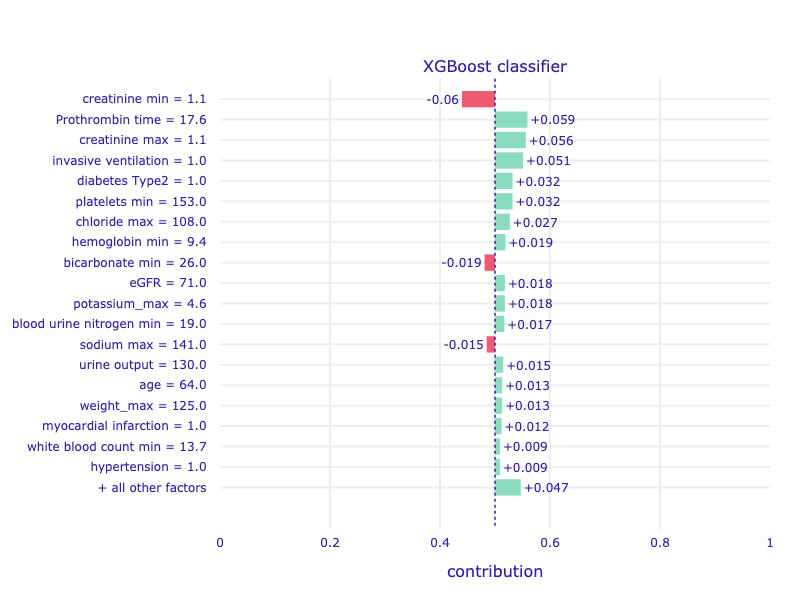 XGBoost classifier
creatinine min = 1.1 -0.06
Prothrombin time = 17.6 +0.059
creatinine max = 1.1 +0.056
invasive ventilation = 1.0 +0.051
diabetes Type2 = 1.0 +0.032
platelets min = 153.0 +0.032
chloride max = 108.0 +0.027
hemoglobin min = 9.4 +0.019
bicarbonate min = 26.0 -0.019
eGFR = 71.0 +0.018
potassium_max = 4.6 +0.018
blood urine nitrogen min = 19.0 +0.017
sodium max = 141.0 -0.015
urine output = 130.0 +0.015
age = 64.0 +0.013
weight_max = 125.0 +0.013
myocardial infarction = 1.0 +0.012
white blood count min = 13.7 +0.009
hypertension = 1.0 +0.009
+ all other factors +0.047
0 0.2 0.4 0.6 0.8 1
contribution